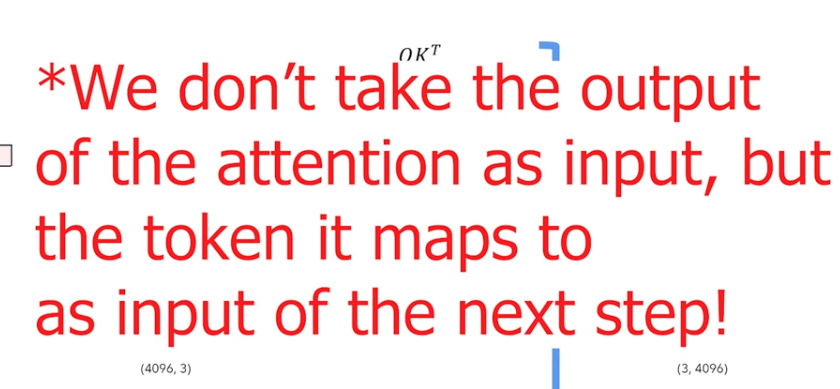 QKᵀ
*We don't take the output
of the attention as input, but
the token it maps to
as input of the next step!
(4096, 3)
(3, 4096)